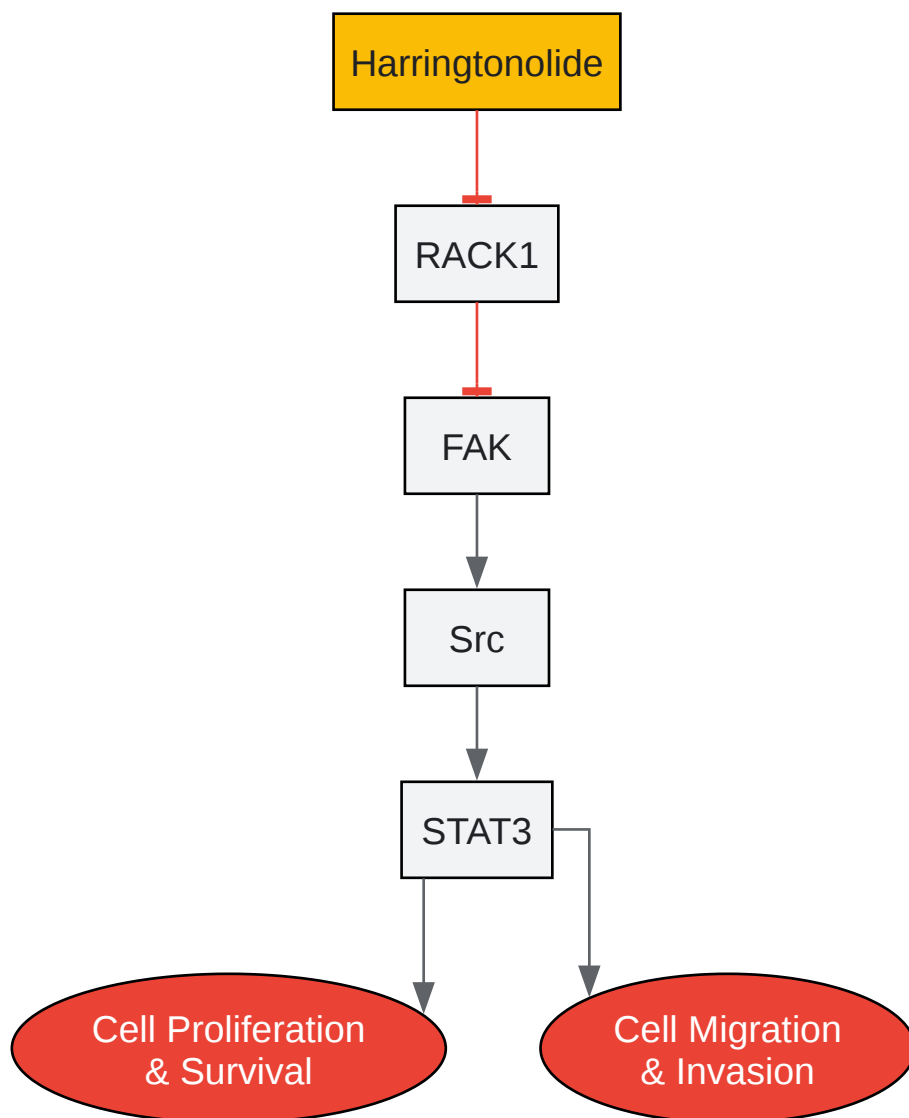 Harringtonolide
RACK1
FAK
Src
STAT3
Cell Proliferation
& Survival
Cell Migration
& Invasion